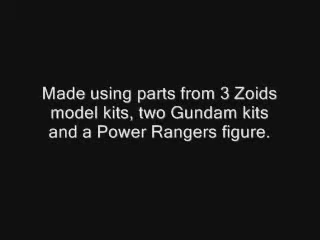 Made using parts from 3 Zoids
model kits, two Gundam kits
and a Power Rangers figure.